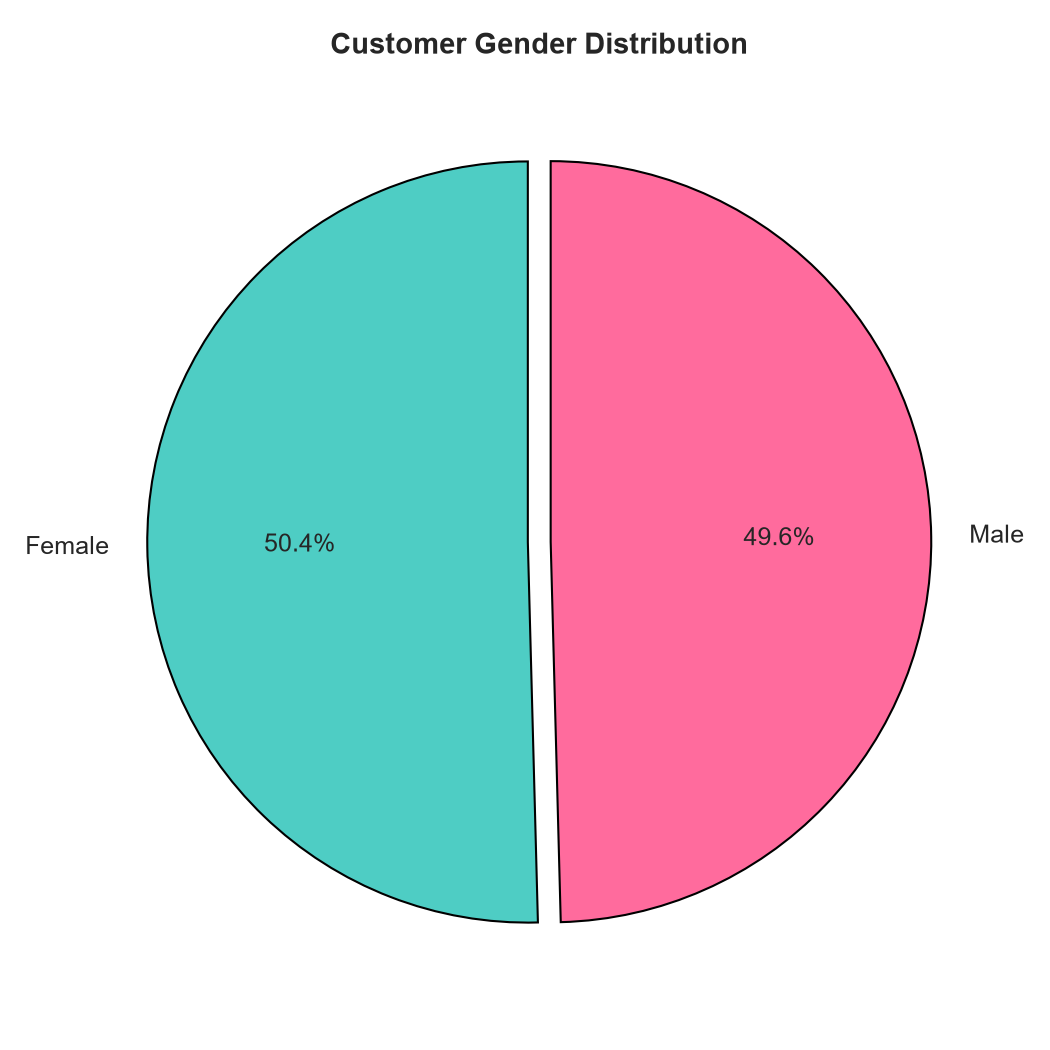 Customer Gender Distribution
Female
50.4%
49.6%
Male